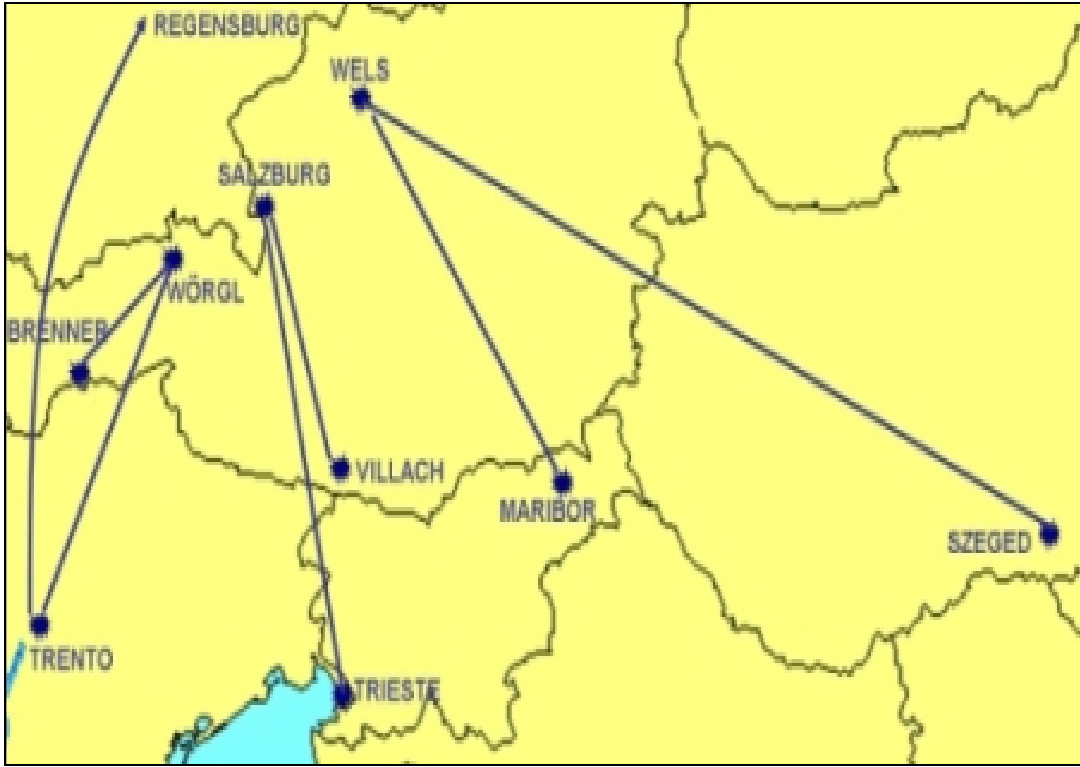 REGENSBURG
WELS
SALZBURG
WÖRGL
BRENNER
VILLACH
MARIBOR
SZEGED
TRENTO
TRIESTE